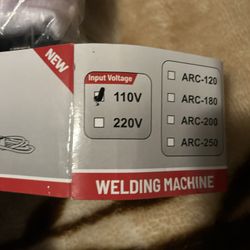 NEW
Input Voltage
110V
220V
ARC-120
ARC-180
ARC-200
ARC-250
WELDING MACHINE